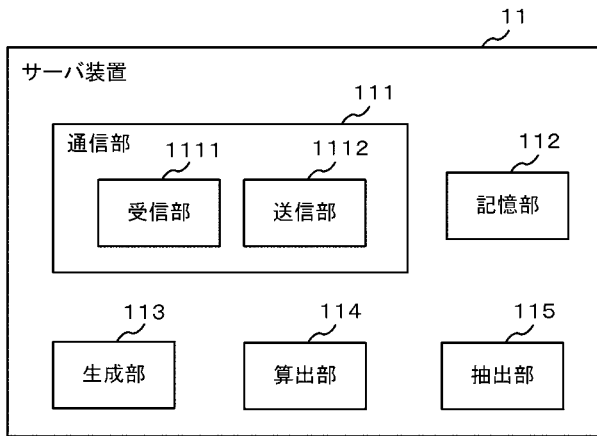 11
サーバ装置
111
通信部
1111
1112
112
受信部
送信部
記憶部
113
114
115
生成部
算出部
抽出部